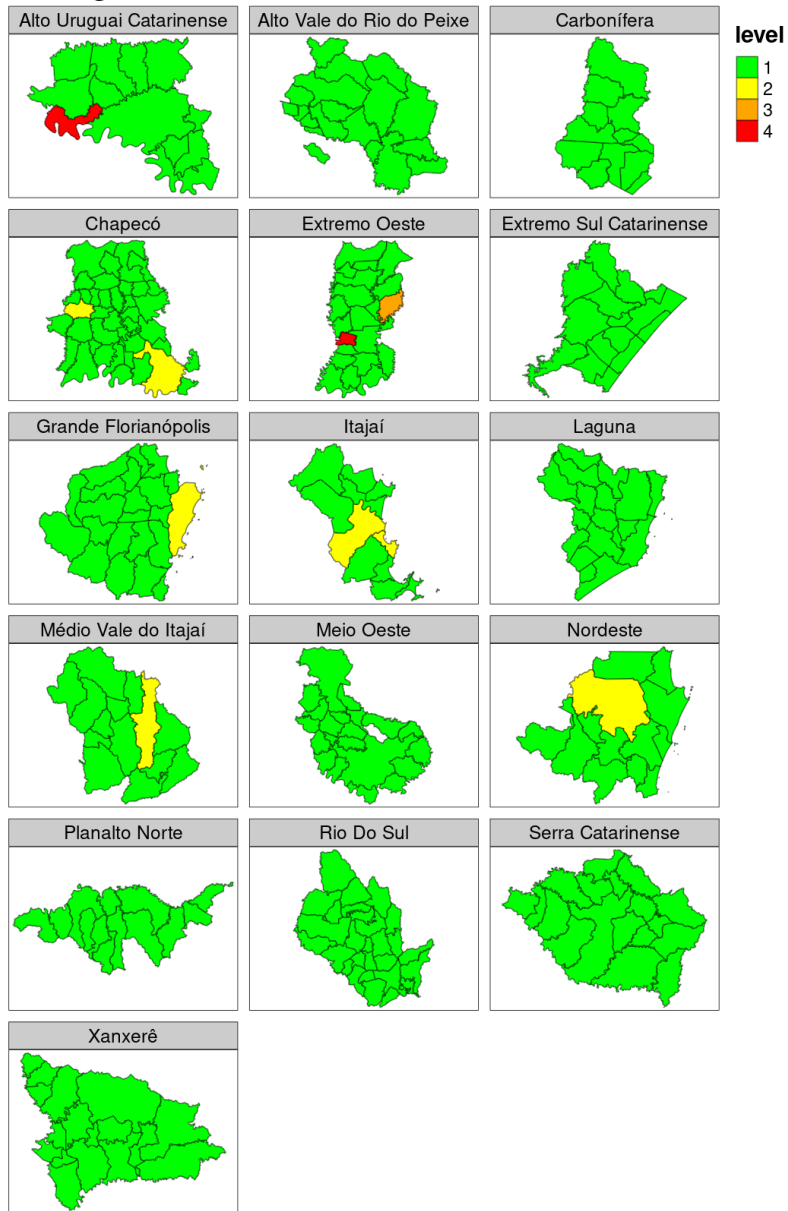 Alto Uruguai Catarinense
Alto Vale do Rio do Peixe
Carbonífera
level
1
2
3
4
Chapecó
Extremo Oeste
Extremo Sul Catarinense
Grande Florianópolis
Itajaí
Laguna
Médio Vale do Itajaí
Meio Oeste
Nordeste
Planalto Norte
Rio Do Sul
Serra Catarinense
Xanxerê